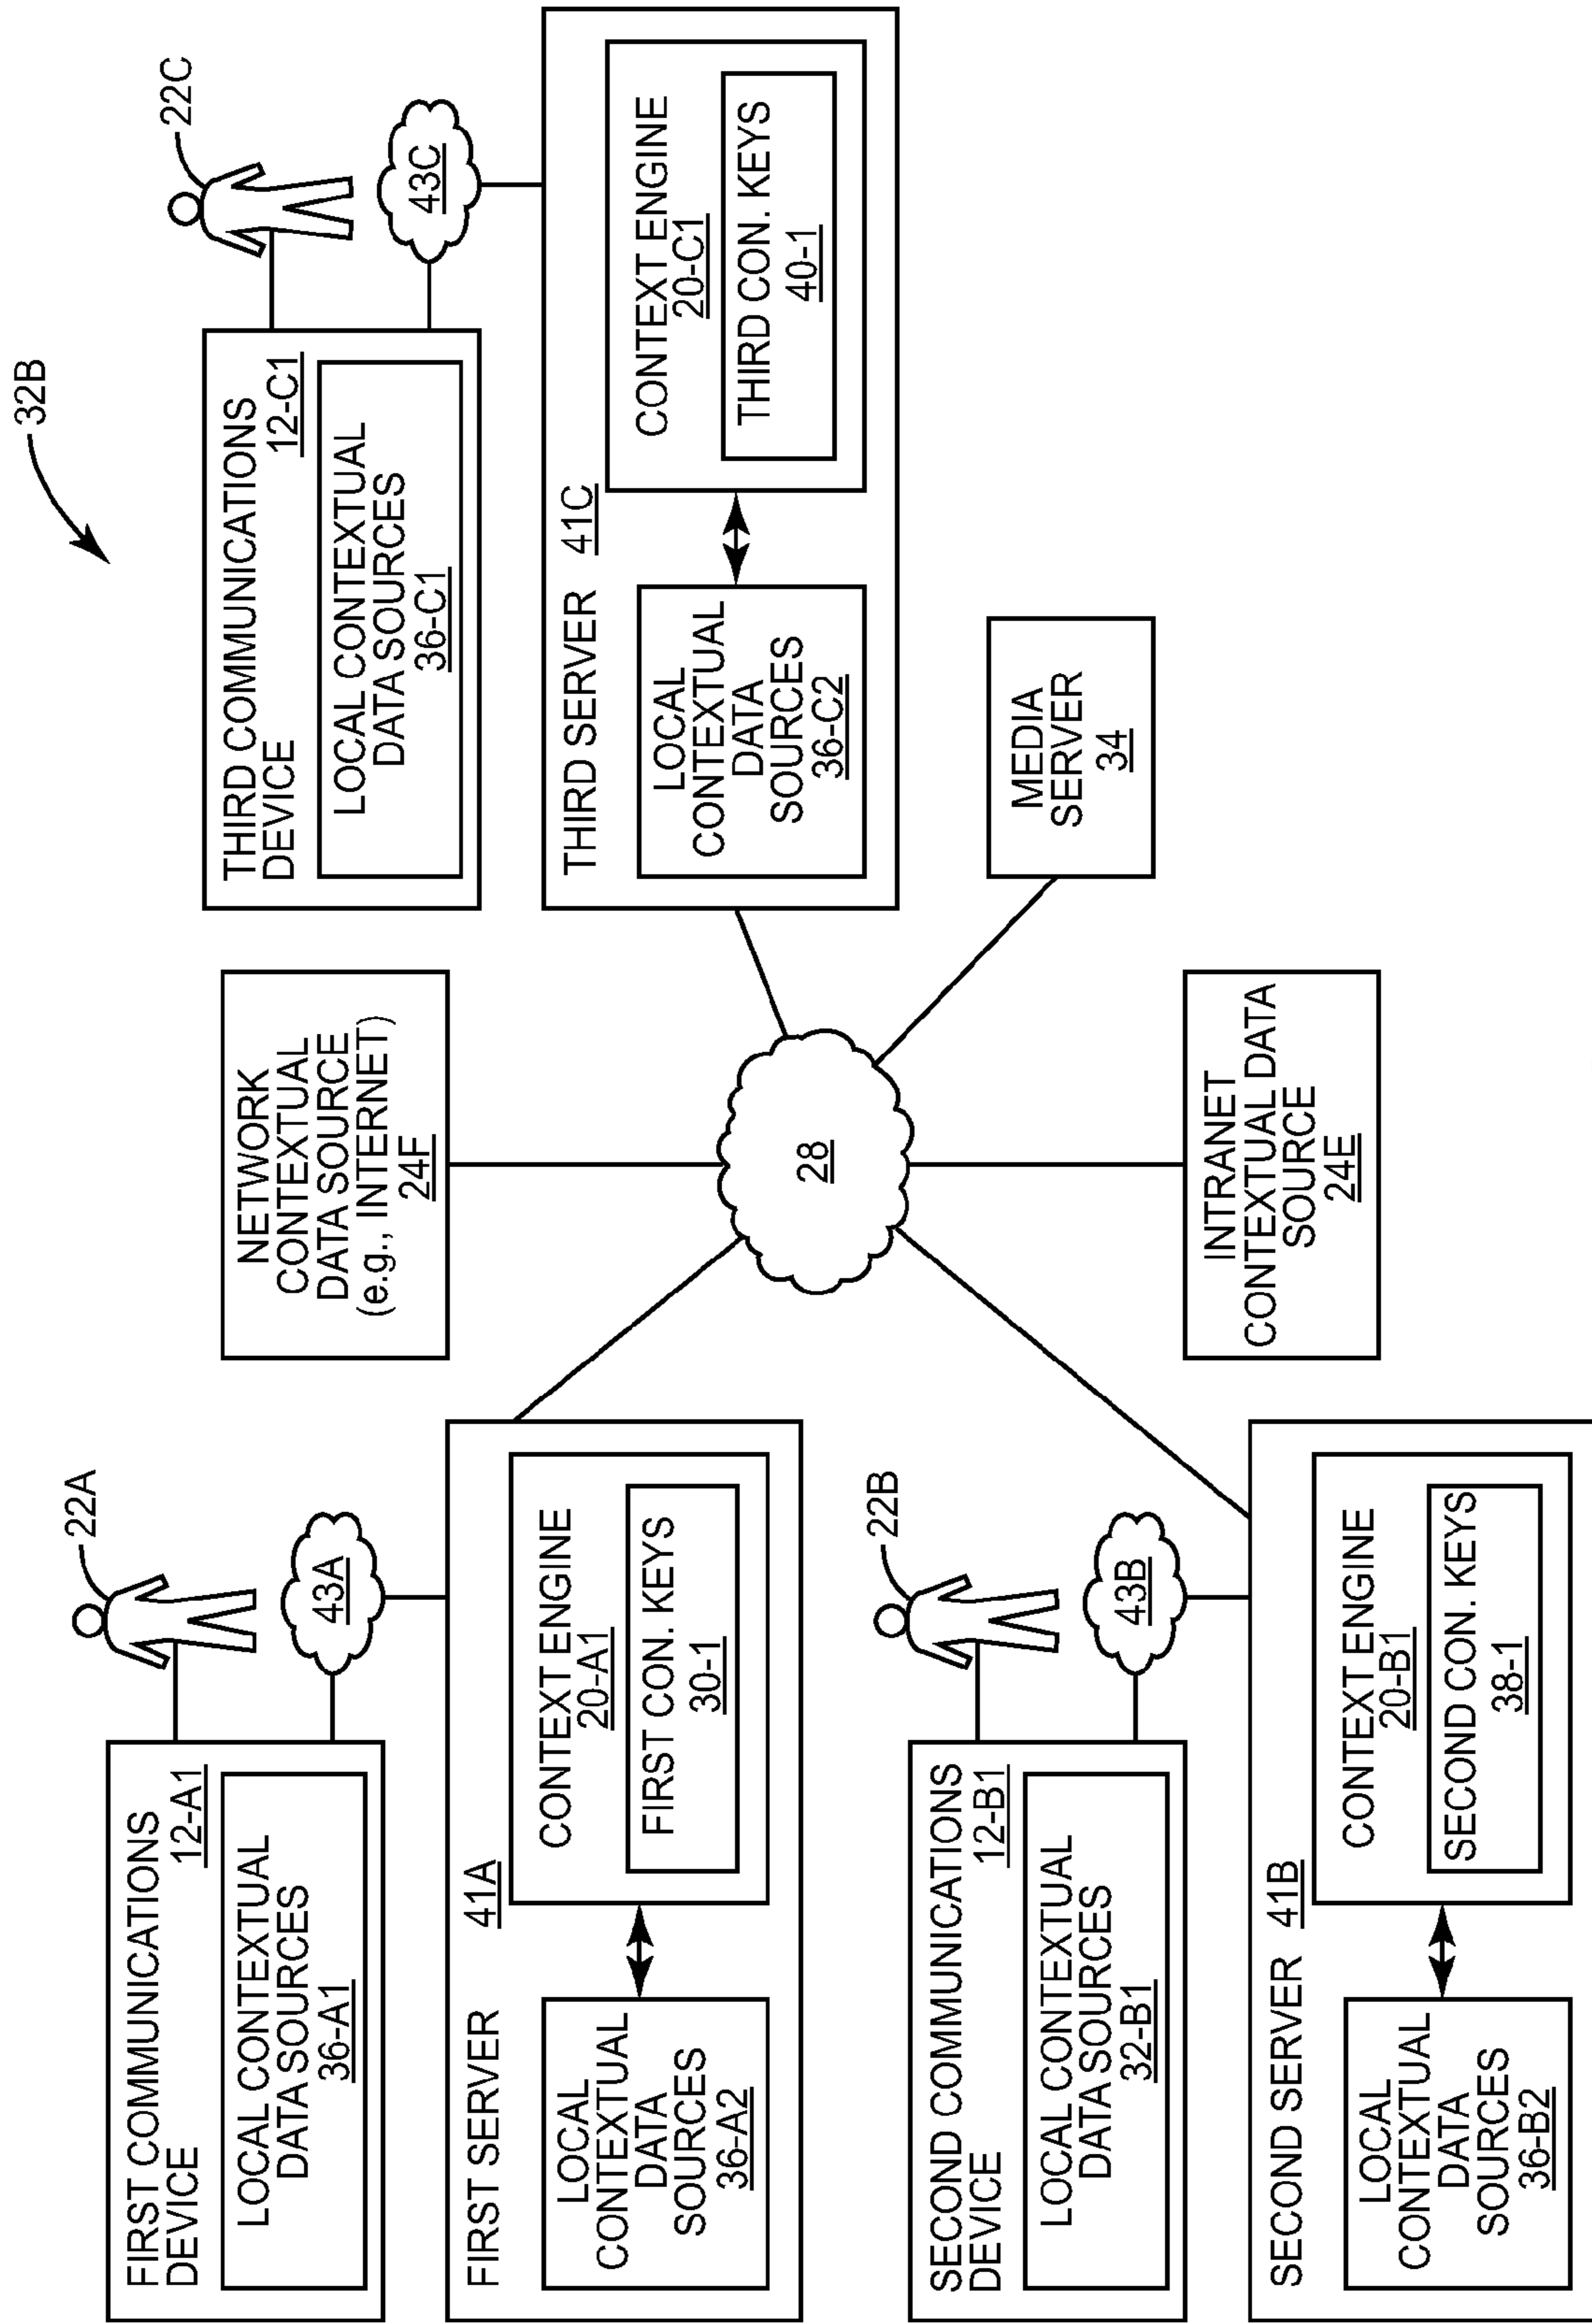 32B
FIRST COMMUNICATIONS
DEVICE
12-A1
LOCAL CONTEXTUAL
DATA SOURCES
36-A1
22A
43A
FIRST SERVER
41A
LOCAL
CONTEXTUAL
DATA
SOURCES
36-A2
CONTEXT ENGINE
20-A1
FIRST CON. KEYS
30-1
SECOND COMMUNICATIONS
DEVICE
12-B1
LOCAL CONTEXTUAL
DATA SOURCES
32-B1
22B
43B
SECOND SERVER
41B
LOCAL
CONTEXTUAL
DATA
SOURCES
36-B2
CONTEXT ENGINE
20-B1
SECOND CON. KEYS
38-1
NETWORK
CONTEXTUAL
DATA SOURCE
(e.g., INTERNET)
24F
28
INTRANET
CONTEXTUAL DATA
SOURCE
24E
THIRD COMMUNICATIONS
DEVICE
12-C1
LOCAL CONTEXTUAL
DATA SOURCES
36-C1
22C
43C
THIRD SERVER
41C
LOCAL
CONTEXTUAL
DATA
SOURCES
36-C2
CONTEXT ENGINE
20-C1
THIRD CON. KEYS
40-1
MEDIA
SERVER
34